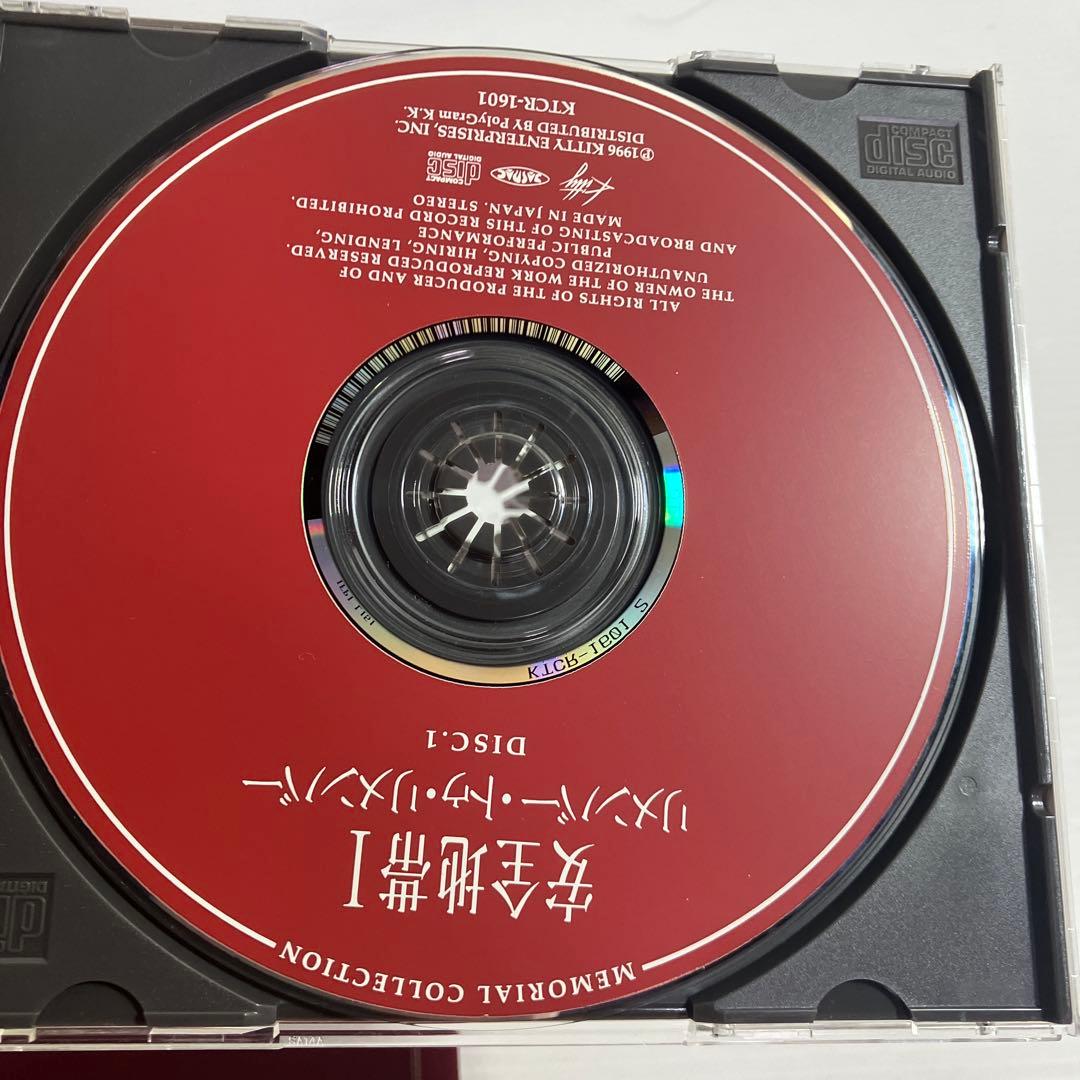 MEMORIAL COLLECTION
安全地帯 I
リメンバー・トゥ・リメンバー
DISC.1
KTCR-1601 S
ALL RIGHTS OF THE PRODUCER AND OF
THE OWNER OF THE WORK REPRODUCED RESERVED.
UNAUTHORIZED COPYING, HIRING, LENDING,
PUBLIC PERFORMANCE
AND BROADCASTING OF THIS RECORD PROHIBITED.
MADE IN JAPAN. STEREO
Kitty JASRAC COMPACT disc DIGITAL AUDIO
℗1996 KITTY ENTERPRISES, INC.
DISTRIBUTED BY PolyGram K.K.
KTCR-1601
COMPACT
disc
DIGITAL AUDIO